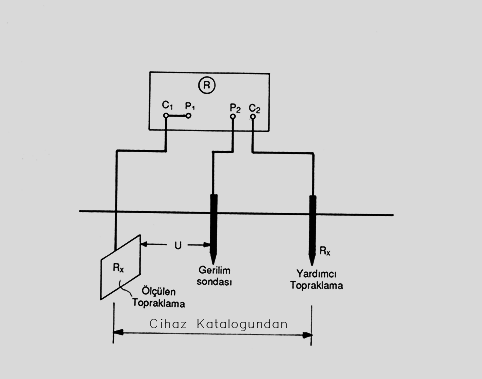 R
C1 P1 P2 C2
U
Rx
Rx
Gerilim
sondası
Yardımcı
Topraklama
Ölçülen
Topraklama
Cihaz Katalogundan